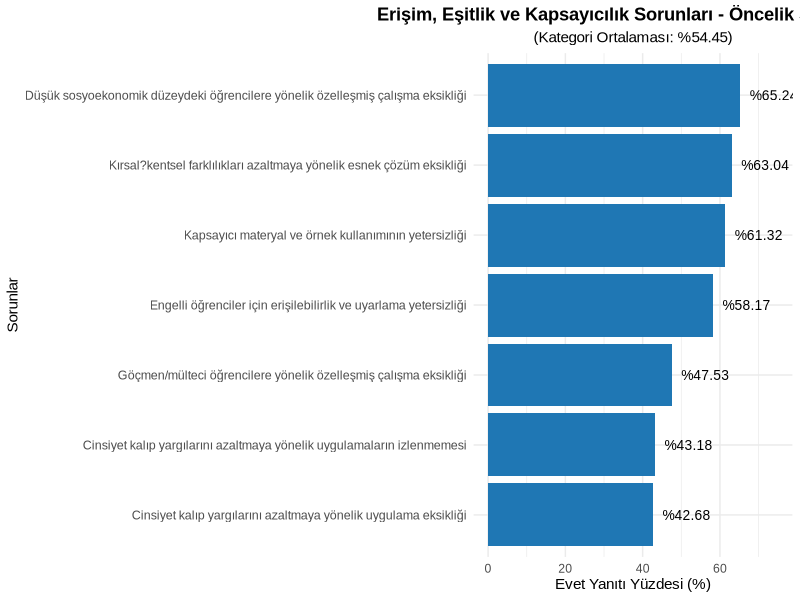 Erişim, Eşitlik ve Kapsayıcılık Sorunları - Öncelik
(Kategori Ortalaması: %54.45)
Sorunlar
Düşük sosyoekonomik düzeydeki öğrencilere yönelik özelleşmiş çalışma eksikliği %65.24
Kırsal?kentsel farklılıkları azaltmaya yönelik esnek çözüm eksikliği %63.04
Kapsayıcı materyal ve örnek kullanımının yetersizliği %61.32
Engelli öğrenciler için erişilebilirlik ve uyarlama yetersizliği %58.17
Göçmen/mülteci öğrencilere yönelik özelleşmiş çalışma eksikliği %47.53
Cinsiyet kalıp yargılarını azaltmaya yönelik uygulamaların izlenmemesi %43.18
Cinsiyet kalıp yargılarını azaltmaya yönelik uygulama eksikliği %42.68
0 20 40 60
Evet Yanıtı Yüzdesi (%)